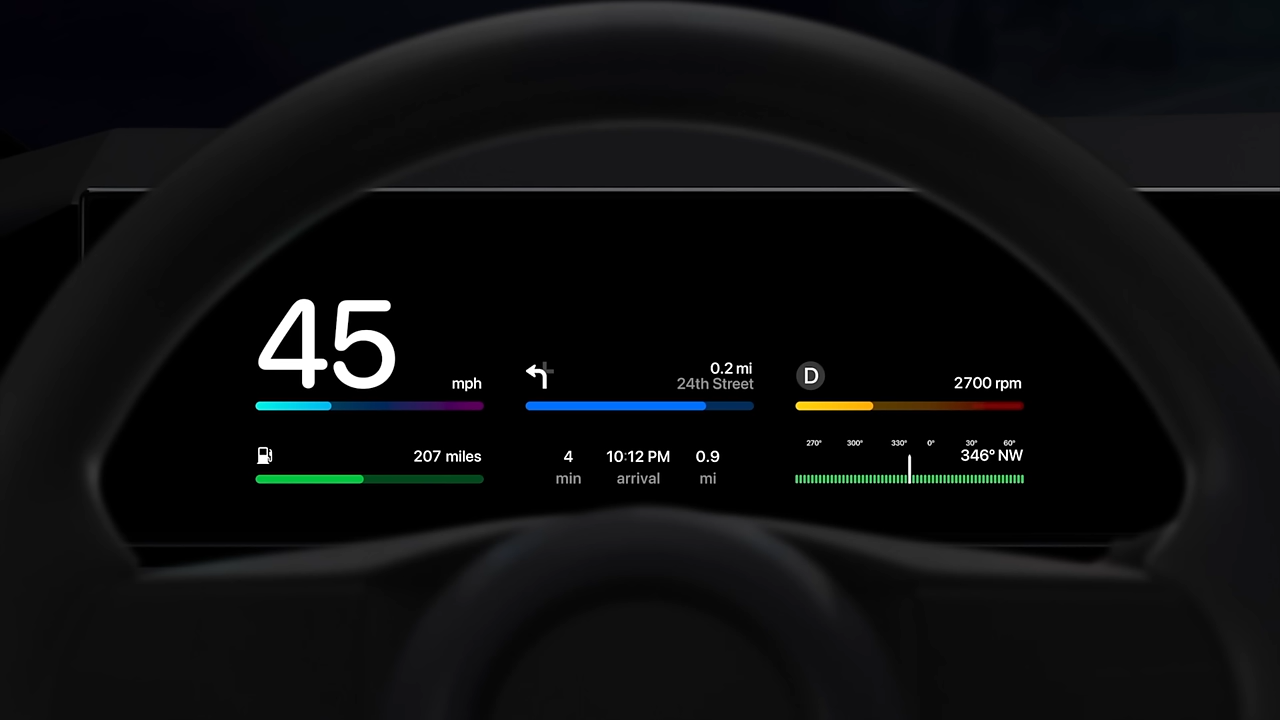 45 mph
0.2 mi
24th Street
D 2700 rpm
207 miles
4 10:12 PM 0.9
min arrival mi
270° 300° 330° 0° 30° 60°
346° NW